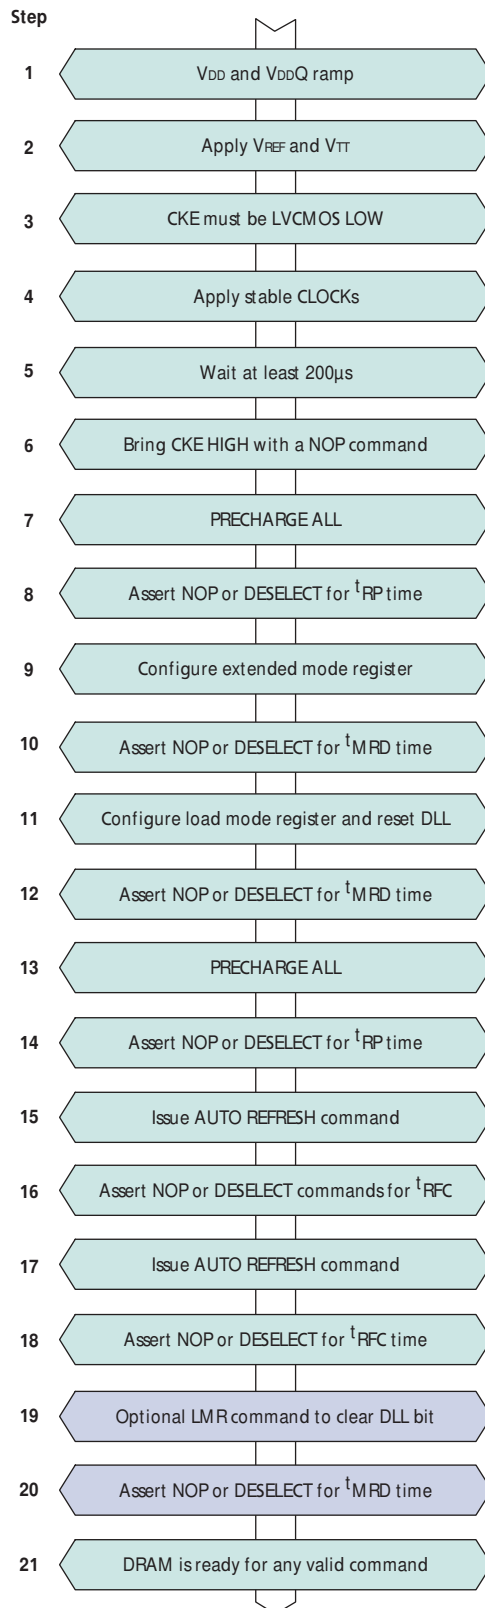 Step
1 VDD and VDDQ ramp
2 Apply VREF and VTT
3 CKE must be LVCMOS LOW
4 Apply stable CLOCKs
5 Wait at least 200µs
6 Bring CKE HIGH with a NOP command
7 PRECHARGE ALL
8 Assert NOP or DESELECT for tRP time
9 Configure extended mode register
10 Assert NOP or DESELECT for tMRD time
11 Configure load mode register and reset DLL
12 Assert NOP or DESELECT for tMRD time
13 PRECHARGE ALL
14 Assert NOP or DESELECT for tRP time
15 Issue AUTO REFRESH command
16 Assert NOP or DESELECT commands for tRFC
17 Issue AUTO REFRESH command
18 Assert NOP or DESELECT for tRFC time
19 Optional LMR command to clear DLL bit
20 Assert NOP or DESELECT for tMRD time
21 DRAM is ready for any valid command